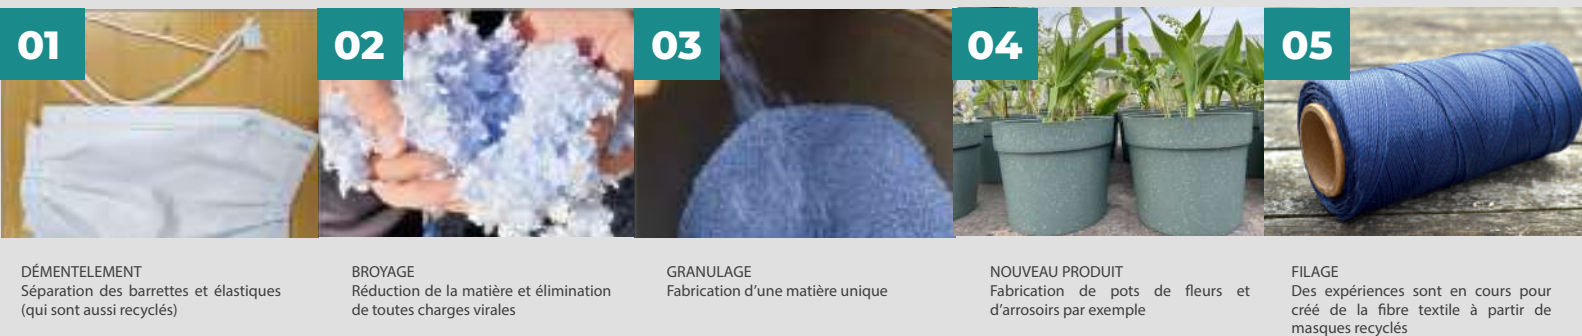 01
02
03
04
05
DÉMENTELEMENT
Séparation des barrettes et élastiques
(qui sont aussi recyclés)
BROYAGE
Réduction de la matière et élimination
de toutes charges virales
GRANULAGE
Fabrication d’une matière unique
NOUVEAU PRODUIT
Fabrication de pots de fleurs et
d’arrosoirs par exemple
FILAGE
Des expériences sont en cours pour
créé de la fibre textile à partir de
masques recyclés